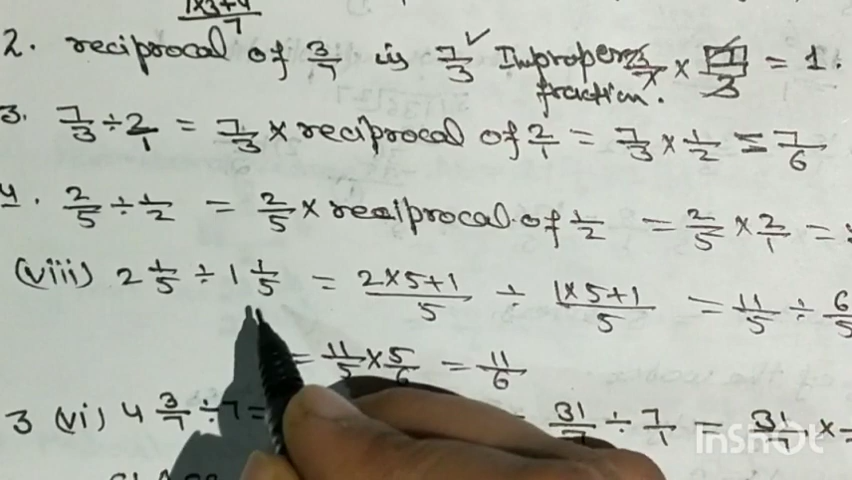 1×3+4/7
2. reciprocal of 3/7 is 7/3 ✓ Improper fraction. 3/7 × 7/3 = 1.
3. 7/3 ÷ 2/1 = 7/3 × reciprocal of 2/1 = 7/3 × 1/2 = 7/6
4. 2/5 ÷ 1/2 = 2/5 × reciprocal of 1/2 = 2/5 × 2/1 =
(viii) 2 1/5 ÷ 1 1/5 = 2×5+1/5 ÷ 1×5+1/5 = 11/5 ÷ 6/5
= 11/5 × 5/6 = 11/6
3 (vi) 4 3/7 ÷ 7 = = 31/7 ÷ 7/1 = 31/7 ×
InShot